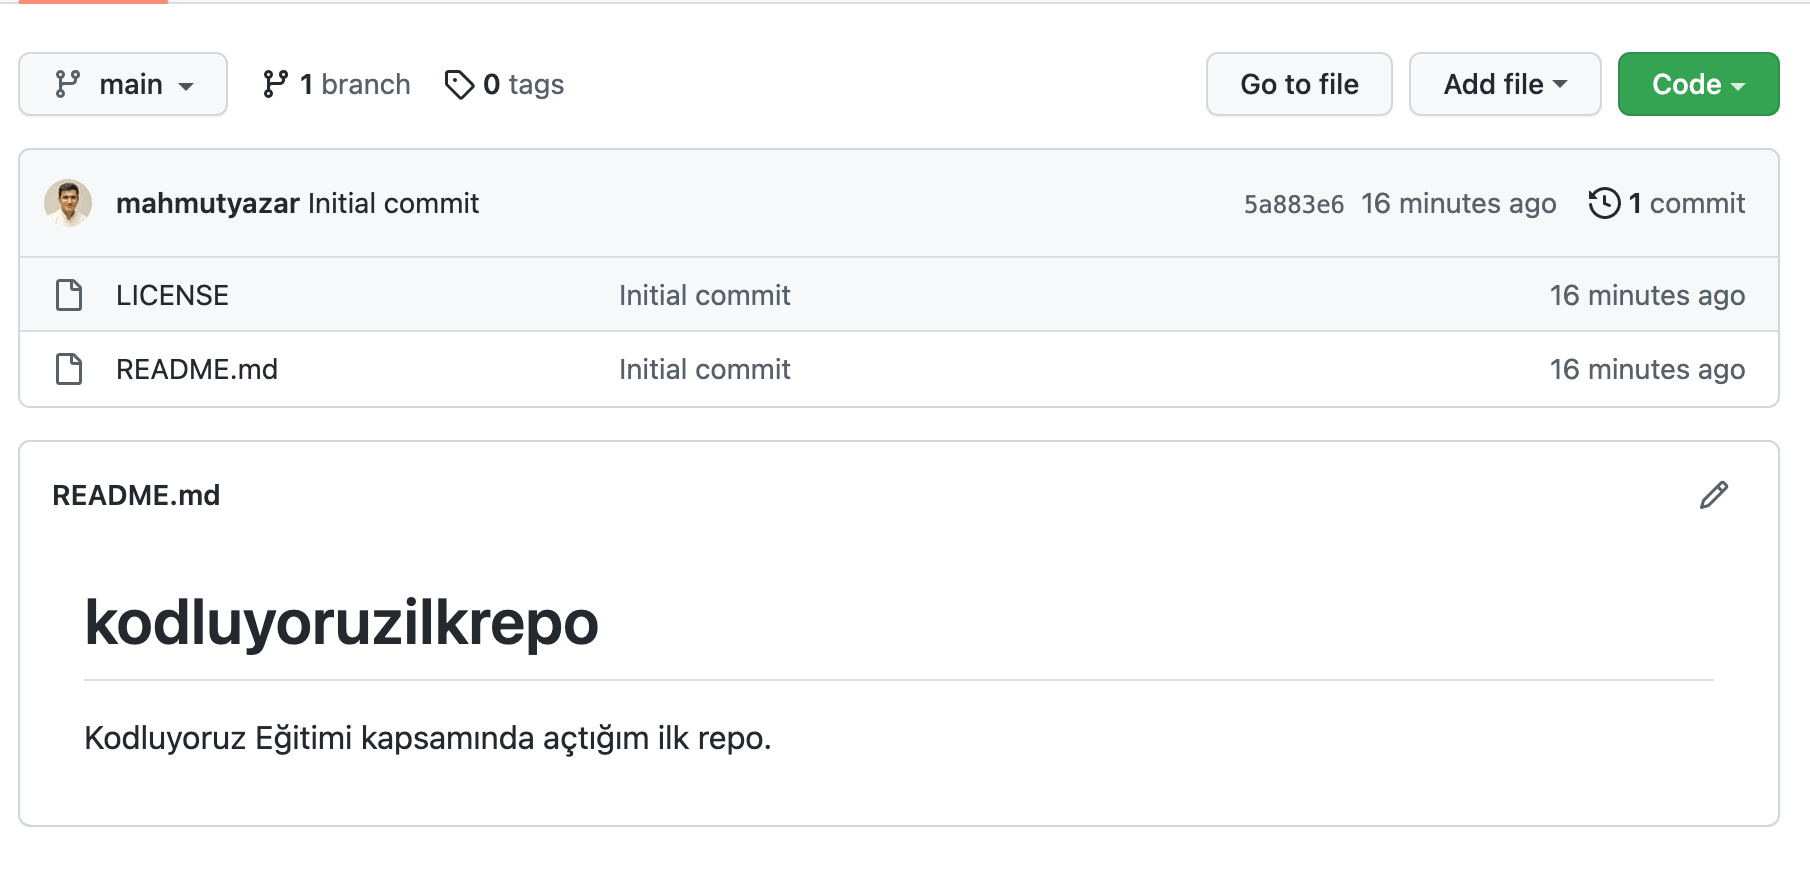 main 1 branch 0 tags Go to file Add file Code
mahmutyazar Initial commit 5a883e6 16 minutes ago 1 commit
LICENSE Initial commit 16 minutes ago
README.md Initial commit 16 minutes ago
README.md
kodluyoruzilkrepo
Kodluyoruz Eğitimi kapsamında açtığım ilk repo.